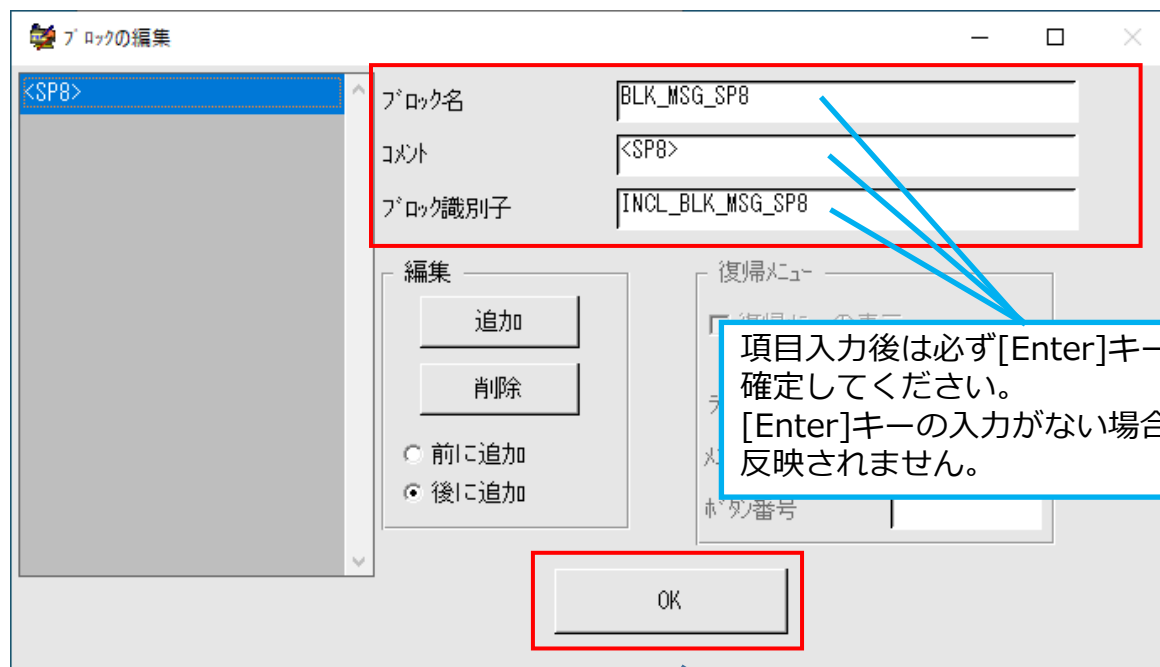 ブロックの編集
<SP8>
ブロック名
BLK_MSG_SP8
コメント
<SP8>
ブロック識別子
INCL_BLK_MSG_SP8
編集
追加
削除
前に追加
後に追加
復帰メニュー
項目入力後は必ず[Enter]キー
確定してください。
[Enter]キーの入力がない場合
反映されません。
ボタン番号
OK